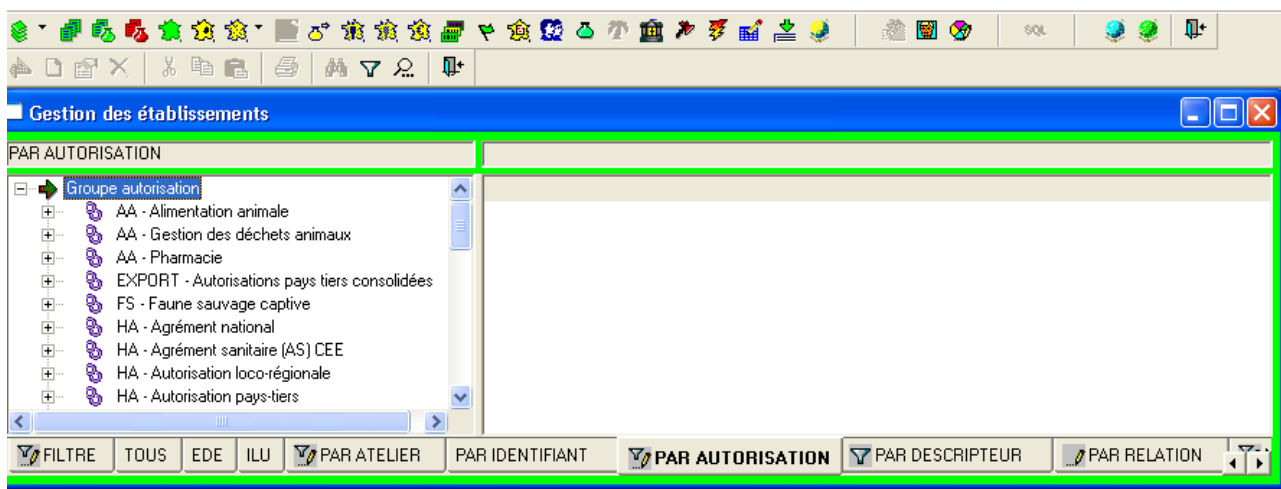 SQL
Gestion des établissements
PAR AUTORISATION
Groupe autorisation
AA - Alimentation animale
AA - Gestion des déchets animaux
AA - Pharmacie
EXPORT - Autorisations pays tiers consolidées
FS - Faune sauvage captive
HA - Agrément national
HA - Agrément sanitaire (AS) CEE
HA - Autorisation loco-régionale
HA - Autorisation pays-tiers
FILTRE TOUS EDE ILU PAR ATELIER PAR IDENTIFIANT PAR AUTORISATION PAR DESCRIPTEUR PAR RELATION